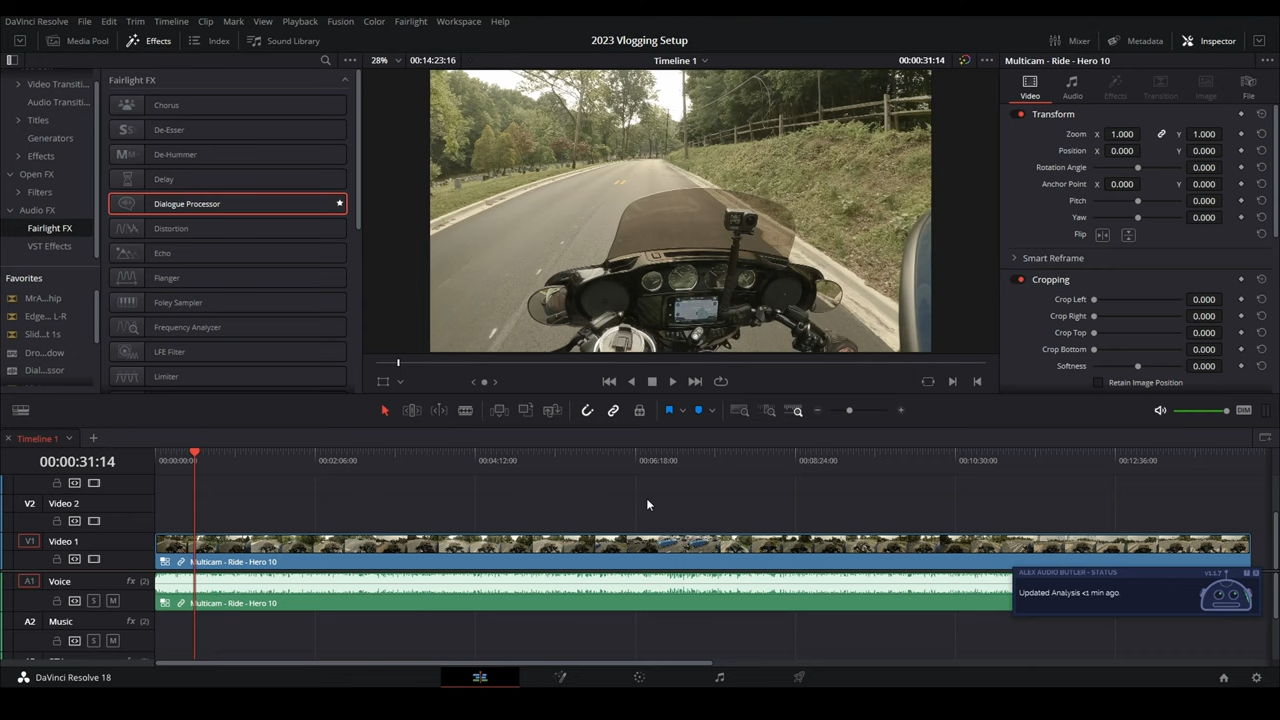 DaVinci Resolve File Edit Trim Timeline Clip Mark View Playback Fusion Color Fairlight Workspace Help
Media Pool Effects Index Sound Library 2023 Vlogging Setup Mixer Metadata Inspector
28% 00:14:23:16 Timeline 1 00:00:31:14 Multicam - Ride - Hero 10
Video Transiti...
Audio Transiti...
Titles
Generators
Effects
Open FX
Filters
Audio FX
Fairlight FX
VST Effects
Favorites
MrA...hip
Edge... L-R
Slid...t 1s
Dro...dow
Dial...ssor
Fairlight FX
Chorus
De-Esser
De-Hummer
Delay
Dialogue Processor
Distortion
Echo
Flanger
Foley Sampler
Frequency Analyzer
LFE Filter
Limiter
Video Audio Effects Transition Image File
Transform
Zoom X 1.000 Y 1.000
Position X 0.000 Y 0.000
Rotation Angle 0.000
Anchor Point X 0.000 Y 0.000
Pitch 0.000
Yaw 0.000
Flip
Smart Reframe
Cropping
Crop Left 0.000
Crop Right 0.000
Crop Top 0.000
Crop Bottom 0.000
Softness 0.000
Retain Image Position
DIM
Timeline 1
00:00:31:14 00:00:00:00 00:02:06:00 00:04:12:00 00:06:18:00 00:08:24:00 00:10:30:00 00:12:36:00
V2 Video 2
V1 Video 1
Multicam - Ride - Hero 10
A1 Voice fx (2)
S M
Multicam - Ride - Hero 10
A2 Music fx (2)
S M
ALEX AUDIO BUTLER - STATUS v1.1.7
Updated Analysis <1 min ago.
DaVinci Resolve 18